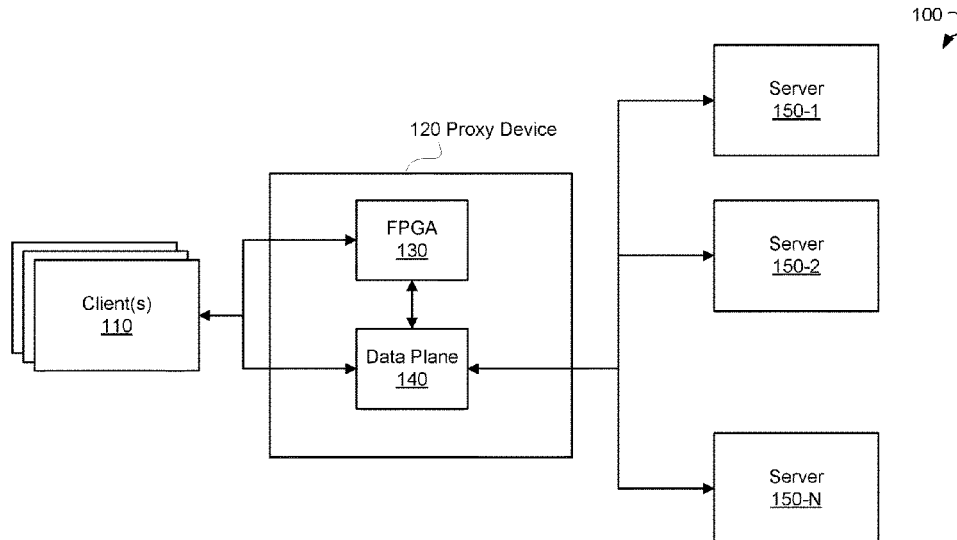 100
Server
150-1
120 Proxy Device
FPGA
130
Server
150-2
Client(s)
110
Data Plane
140
Server
150-N